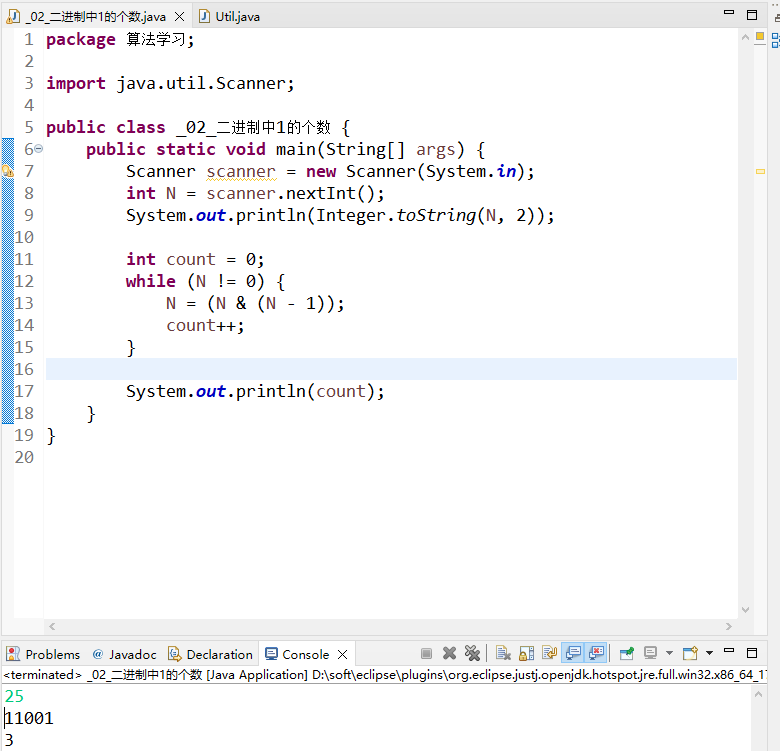 _02_二进制中1的个数.java Util.java
1 package 算法学习;
2
3 import java.util.Scanner;
4
5 public class _02_二进制中1的个数 {
6 public static void main(String[] args) {
7 Scanner scanner = new Scanner(System.in);
8 int N = scanner.nextInt();
9 System.out.println(Integer.toString(N, 2));
10
11 int count = 0;
12 while (N != 0) {
13 N = (N & (N - 1));
14 count++;
15 }
16
17 System.out.println(count);
18 }
19 }
20
Problems @ Javadoc Declaration Console
<terminated> _02_二进制中1的个数 [Java Application] D:\soft\eclipse\plugins\org.eclipse.justj.openjdk.hotspot.jre.full.win32.x86_64_17
25
11001
3